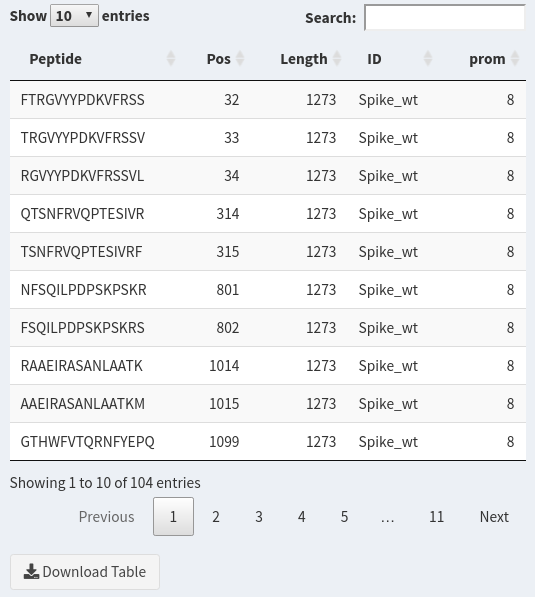 Show 10 entries Search:
Peptide Pos Length ID prom
FTRGVYYPDKVFRSS 32 1273 Spike_wt 8
TRGVYYPDKVFRSSV 33 1273 Spike_wt 8
RGVYYPDKVFRSSVL 34 1273 Spike_wt 8
QTSNFRVQPTESIVR 314 1273 Spike_wt 8
TSNFRVQPTESIVRF 315 1273 Spike_wt 8
NFSQILPDPSKPSKR 801 1273 Spike_wt 8
FSQILPDPSKPSKRS 802 1273 Spike_wt 8
RAAEIRASANLAATK 1014 1273 Spike_wt 8
AAEIRASANLAATKM 1015 1273 Spike_wt 8
GTHWFVTQRNFYEPQ 1099 1273 Spike_wt 8
Showing 1 to 10 of 104 entries
Previous 1 2 3 4 5 … 11 Next
Download Table